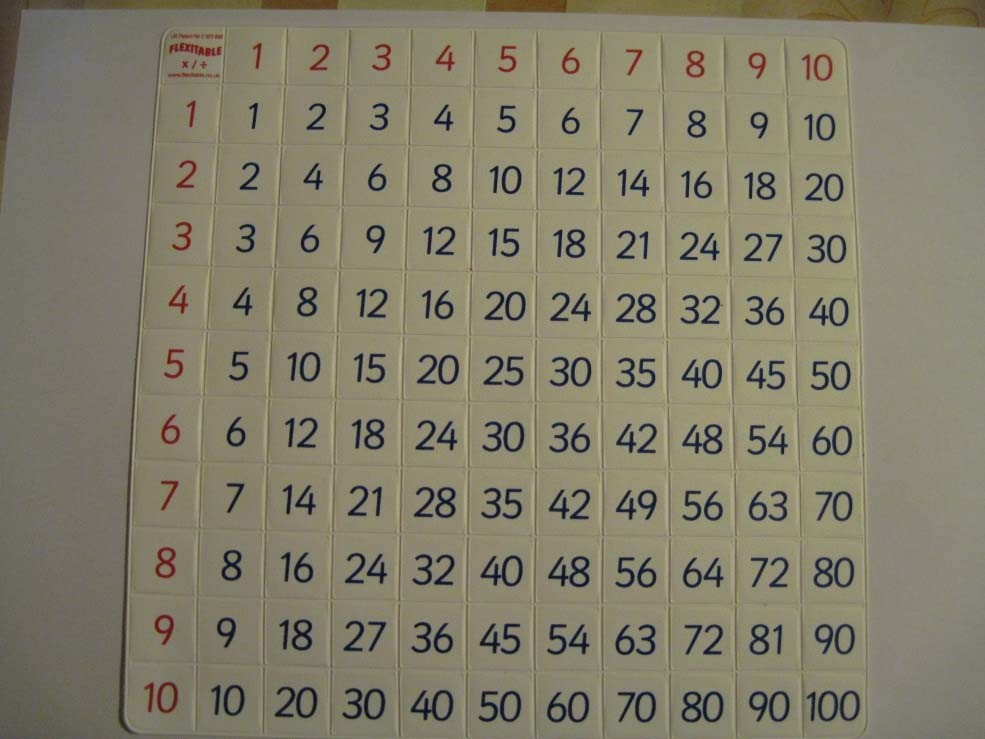 FLEXITABLE 1 2 3 4 5 6 7 8 9 10
x / ÷
www.flexitable.co.uk
1 1 2 3 4 5 6 7 8 9 10
2 2 4 6 8 10 12 14 16 18 20
3 3 6 9 12 15 18 21 24 27 30
4 4 8 12 16 20 24 28 32 36 40
5 5 10 15 20 25 30 35 40 45 50
6 6 12 18 24 30 36 42 48 54 60
7 7 14 21 28 35 42 49 56 63 70
8 8 16 24 32 40 48 56 64 72 80
9 9 18 27 36 45 54 63 72 81 90
10 10 20 30 40 50 60 70 80 90 100